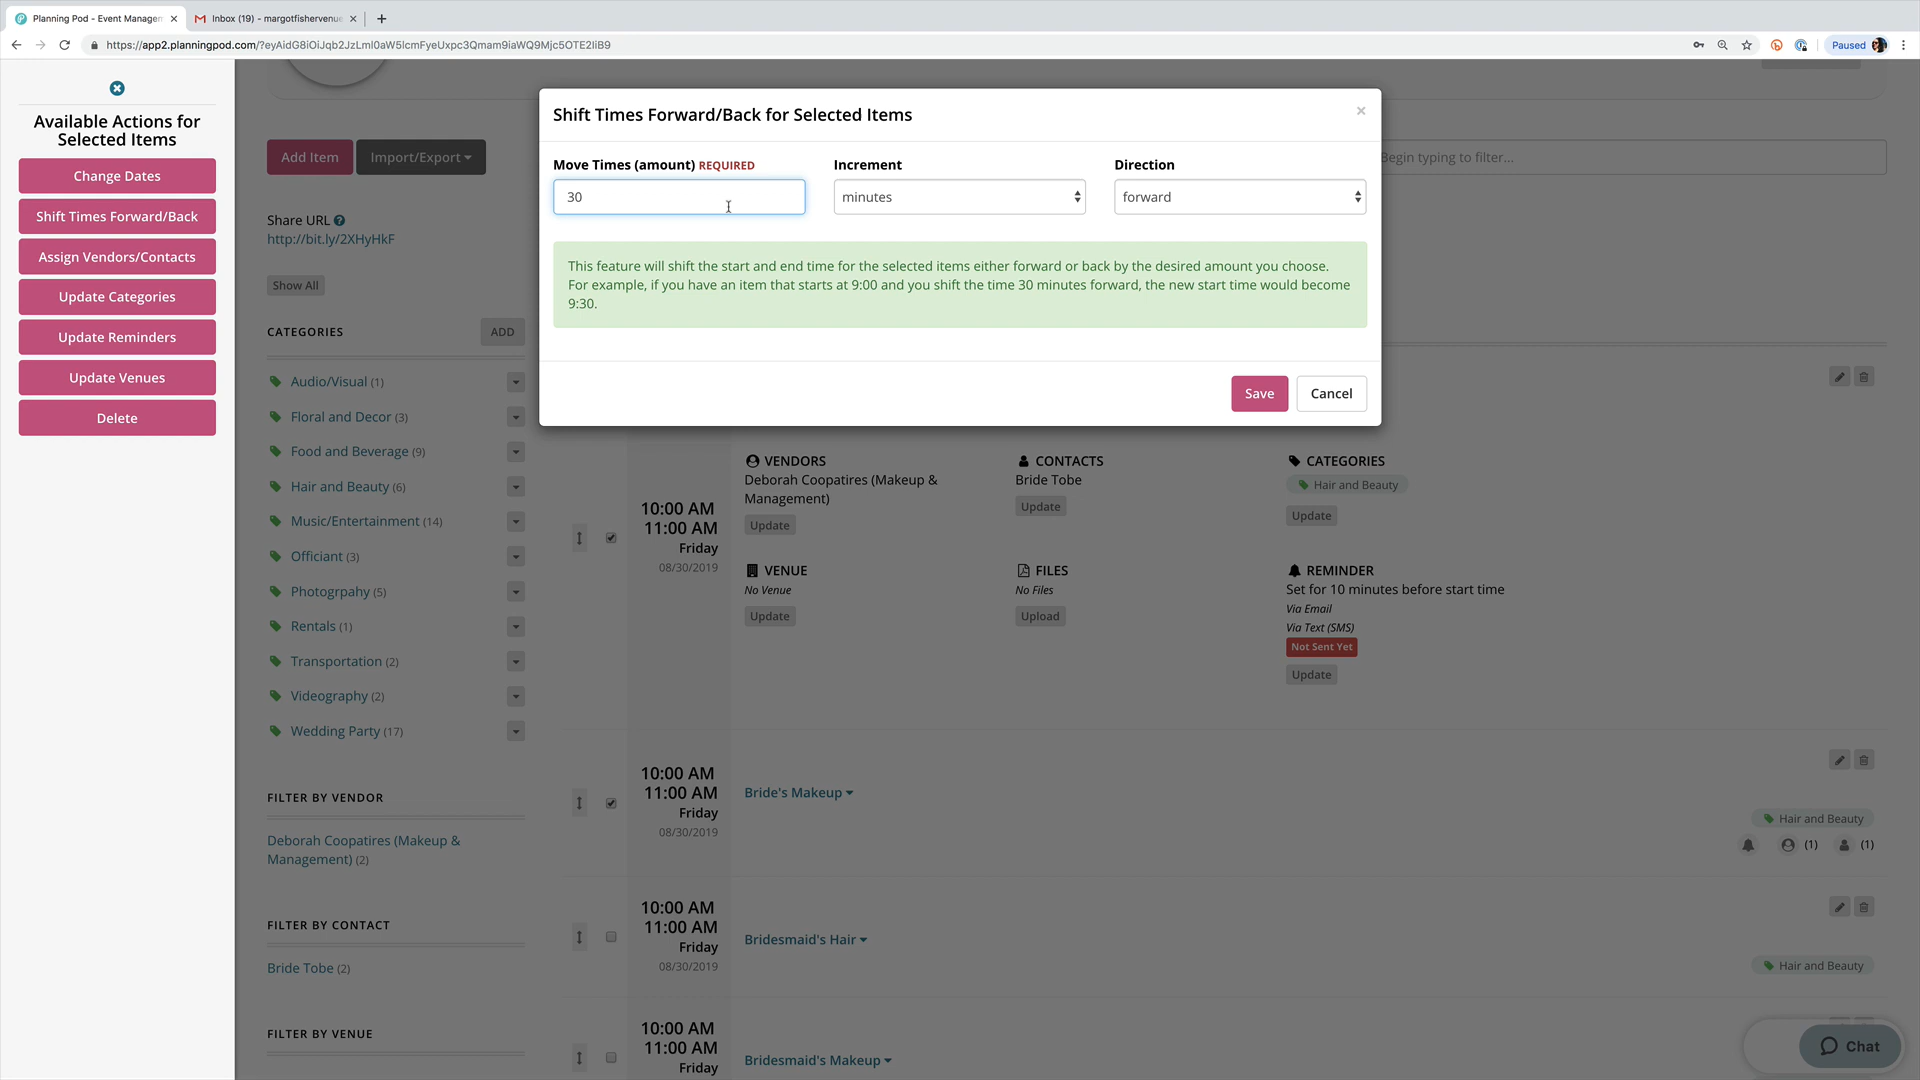 Planning Pod - Event Managem
Inbox (19) - margotfishervenue
https://app2.planningpod.com/?eyAidG8iOiJqb2JzLmI0aW5lcmFyeUxpc3Qmam9iaWQ9Mjc5OTE2IiB9
Paused
Available Actions for
Selected Items
Change Dates
Shift Times Forward/Back
Assign Vendors/Contacts
Update Categories
Update Reminders
Update Venues
Delete
Add Item
Import/Export
Share URL
http://bit.ly/2XHyHkF
Show All
CATEGORIES
ADD
Audio/Visual (1)
Floral and Decor (3)
Food and Beverage (9)
Hair and Beauty (6)
Music/Entertainment (14)
Officiant (3)
Photogrpahy (5)
Rentals (1)
Transportation (2)
Videography (2)
Wedding Party (17)
FILTER BY VENDOR
Deborah Coopatires (Makeup &
Management) (2)
FILTER BY CONTACT
Bride Tobe (2)
FILTER BY VENUE
Shift Times Forward/Back for Selected Items
×
Move Times (amount) REQUIRED
Increment
Direction
30
minutes
forward
This feature will shift the start and end time for the selected items either forward or back by the desired amount you choose.
For example, if you have an item that starts at 9:00 and you shift the time 30 minutes forward, the new start time would become
9:30.
Save
Cancel
Begin typing to filter...
10:00 AM
11:00 AM
Friday
08/30/2019
VENDORS
Deborah Coopatires (Makeup &
Management)
Update
CONTACTS
Bride Tobe
Update
CATEGORIES
Hair and Beauty
Update
VENUE
No Venue
Update
FILES
No Files
Upload
REMINDER
Set for 10 minutes before start time
Via Email
Via Text (SMS)
Not Sent Yet
Update
10:00 AM
11:00 AM
Friday
08/30/2019
Bride's Makeup
Hair and Beauty
(1)
(1)
10:00 AM
11:00 AM
Friday
08/30/2019
Bridesmaid's Hair
Hair and Beauty
10:00 AM
11:00 AM
Friday
Bridesmaid's Makeup
Chat